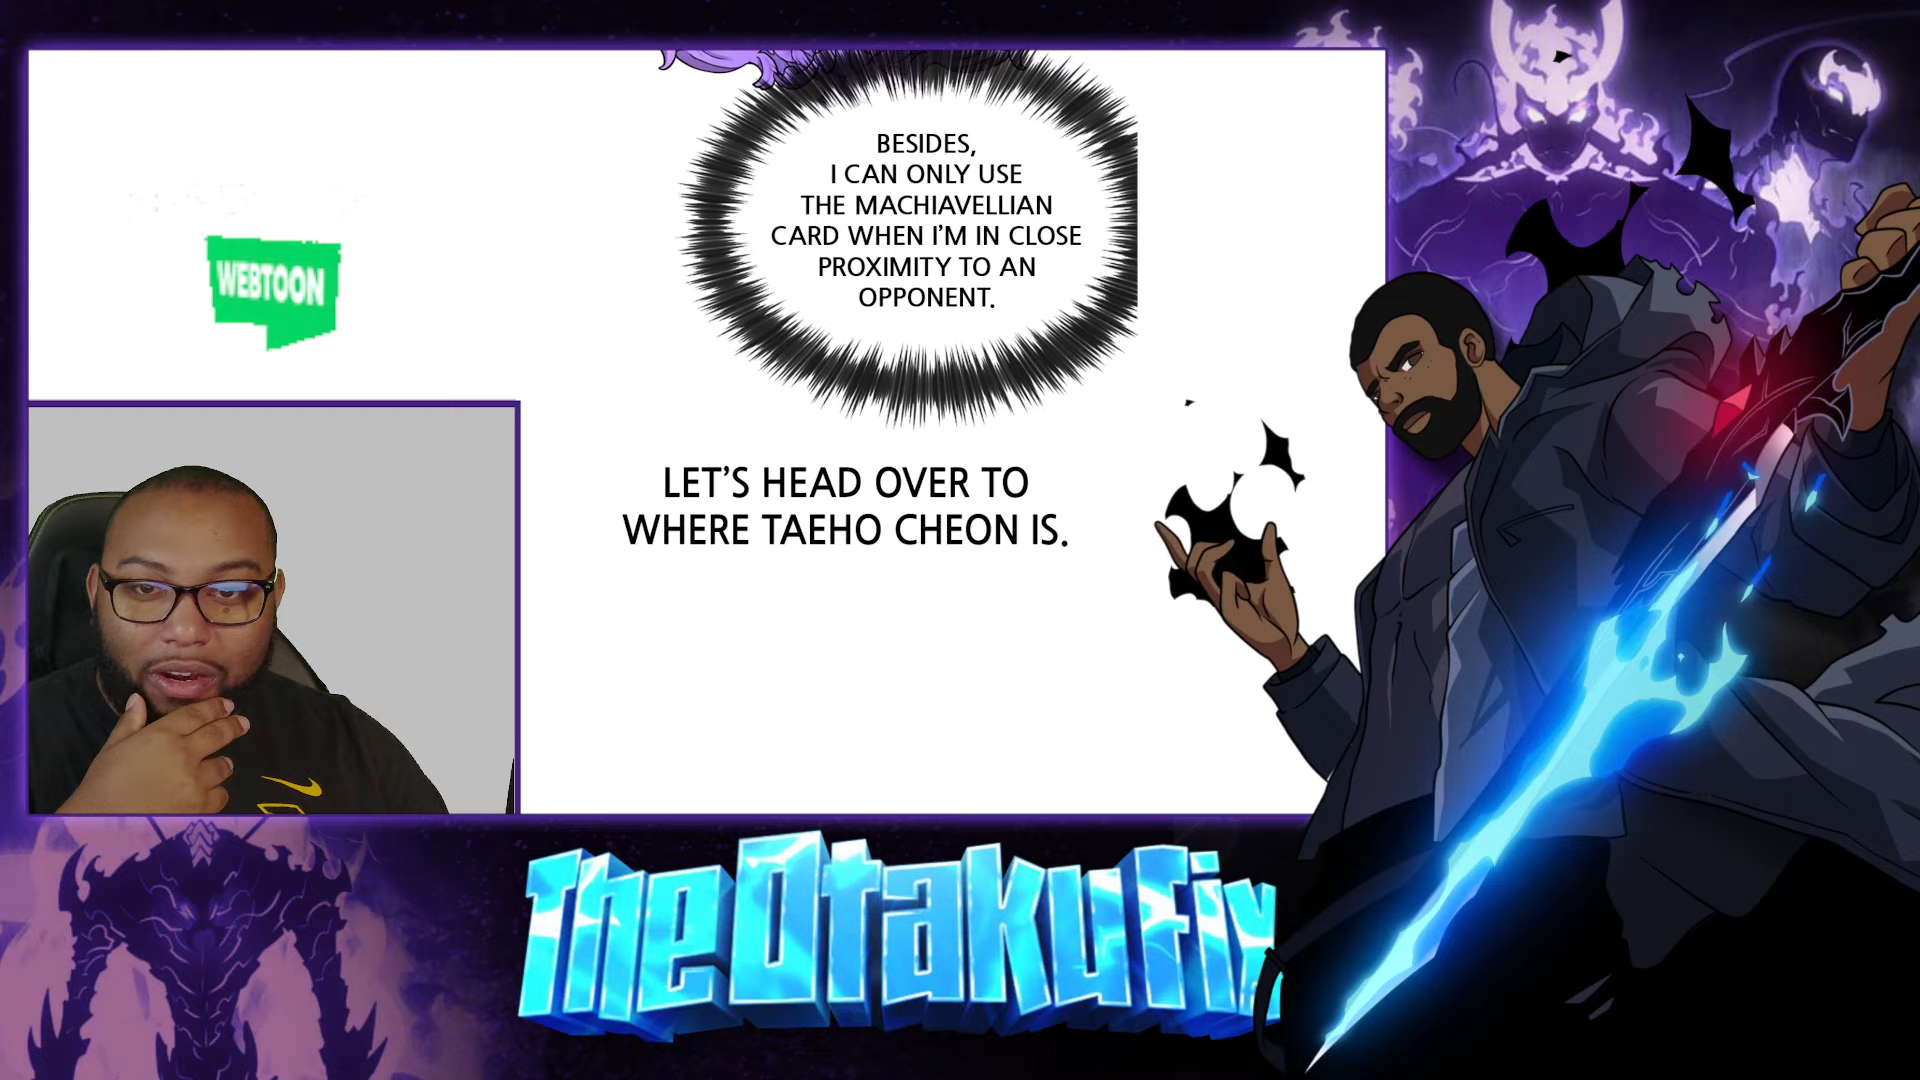 BESIDES,
I CAN ONLY USE
THE MACHIAVELLIAN
CARD WHEN I'M IN CLOSE
PROXIMITY TO AN
OPPONENT.
WEBTOON
LET'S HEAD OVER TO
WHERE TAEHO CHEON IS.
TheOtakuFix